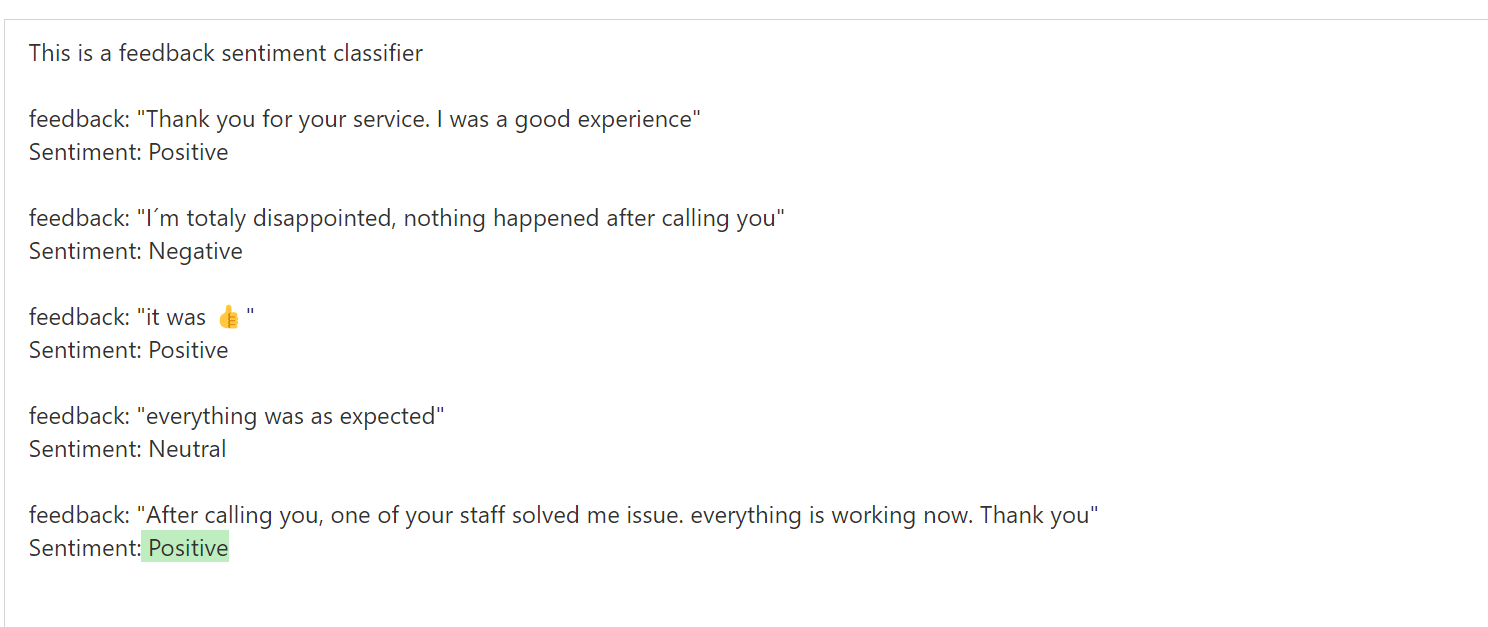 This is a feedback sentiment classifier
feedback: "Thank you for your service. I was a good experience"
Sentiment: Positive
feedback: "I´m totaly disappointed, nothing happened after calling you"
Sentiment: Negative
feedback: "it was 👍 "
Sentiment: Positive
feedback: "everything was as expected"
Sentiment: Neutral
feedback: "After calling you, one of your staff solved me issue. everything is working now. Thank you"
Sentiment: Positive